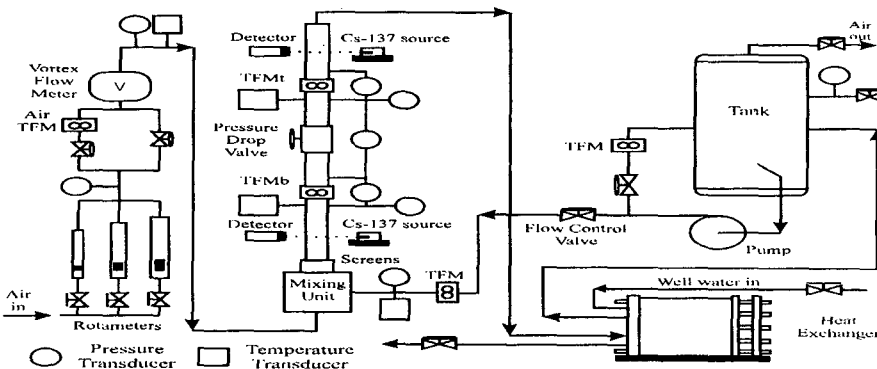 Detector
Cs-137 source
Air
out
Vortex
Flow
Meter
V
TFMt
Air
TFM
Pressure
Drop
Valve
Tank
TFM
TFMb
Detector
Cs-137 source
Flow Control
Valve
Pump
Screens
Mixing
Unit
TFM
Well water in
Air
in
Rotameters
Heat
Exchanger
Pressure
Transducer
Temperature
Transducer